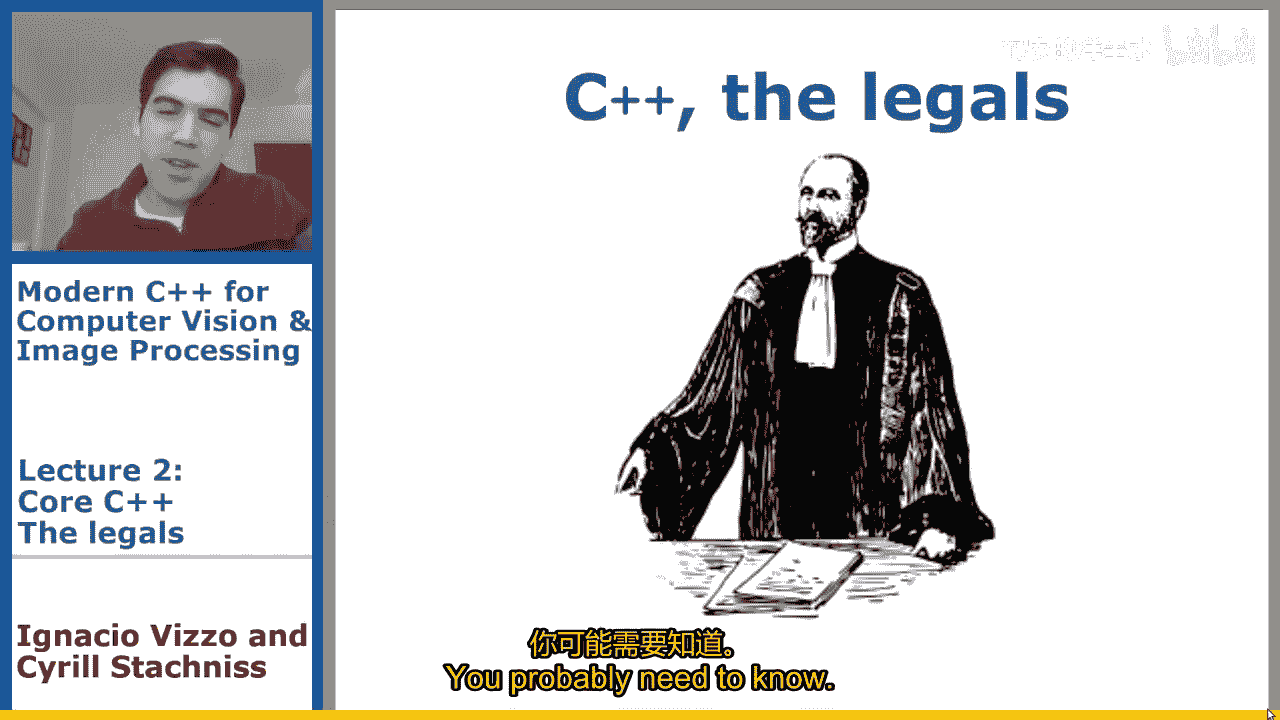 C++, the legals
Modern C++ for
Computer Vision &
Image Processing
Lecture 2:
Core C++
The legals
Ignacio Vizzo and
Cyrill Stachniss
你可能需要知道。
You probably need to know.
bilibili